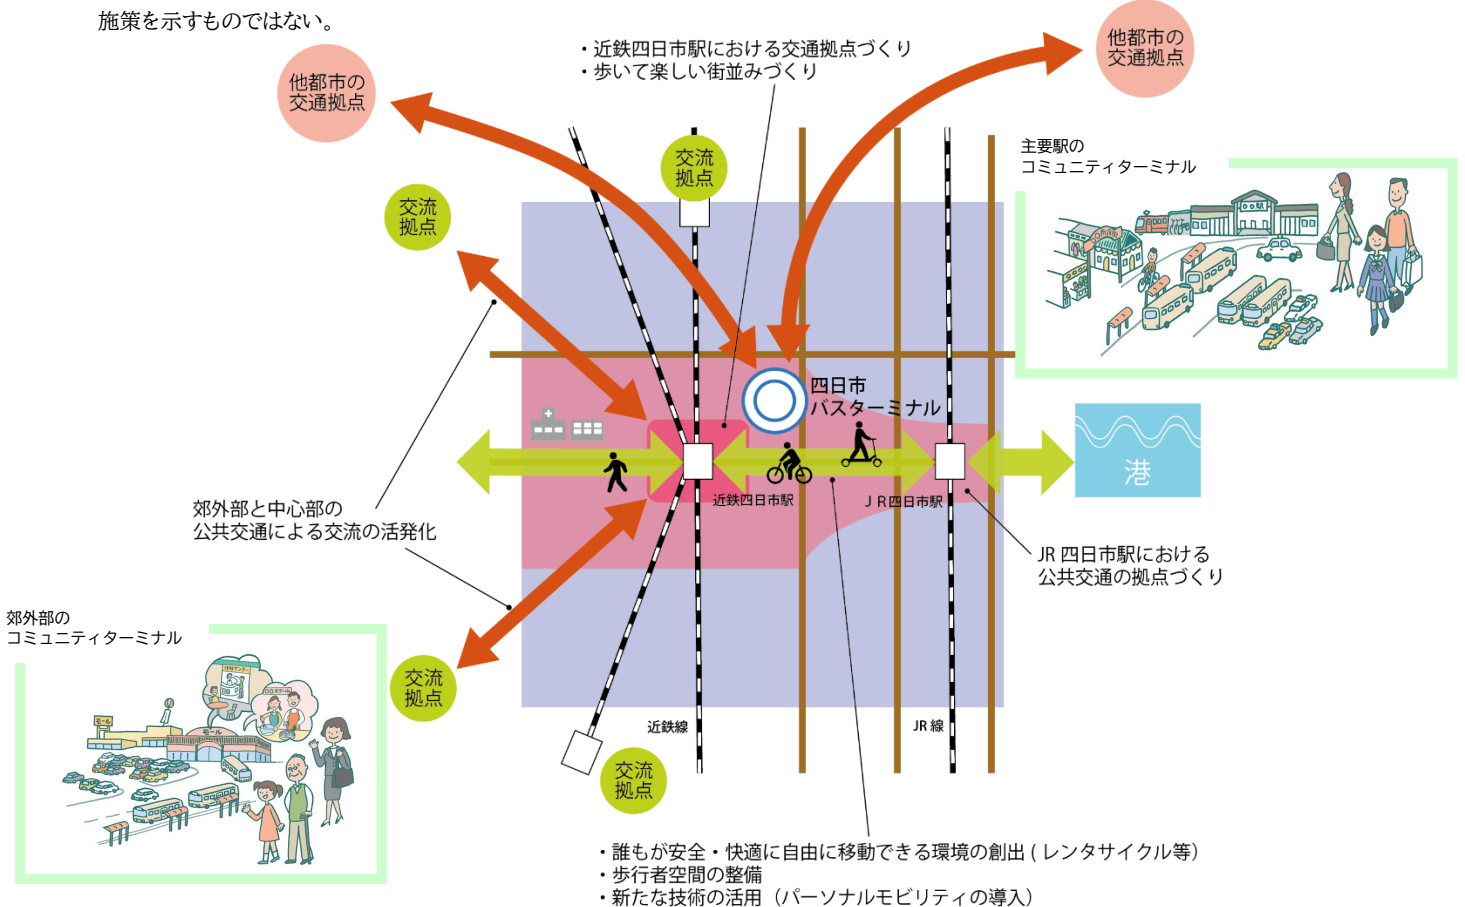 施策を示すものではない。
他都市の
交通拠点
・近鉄四日市駅における交通拠点づくり
・歩いて楽しい街並みづくり
他都市の
交通拠点
交流
拠点
交流
拠点
主要駅の
コミュニティターミナル
四日市
バスターミナル
近鉄四日市駅
ＪＲ四日市駅
港
郊外部と中心部の
公共交通による交流の活発化
JR 四日市駅における
公共交通の拠点づくり
郊外部の
コミュニティターミナル
モール
モール
交流
拠点
近鉄線
JR 線
交流
拠点
・誰もが安全・快適に自由に移動できる環境の創出 ( レンタサイクル等）
・歩行者空間の整備
・新たな技術の活用（パーソナルモビリティの導入）